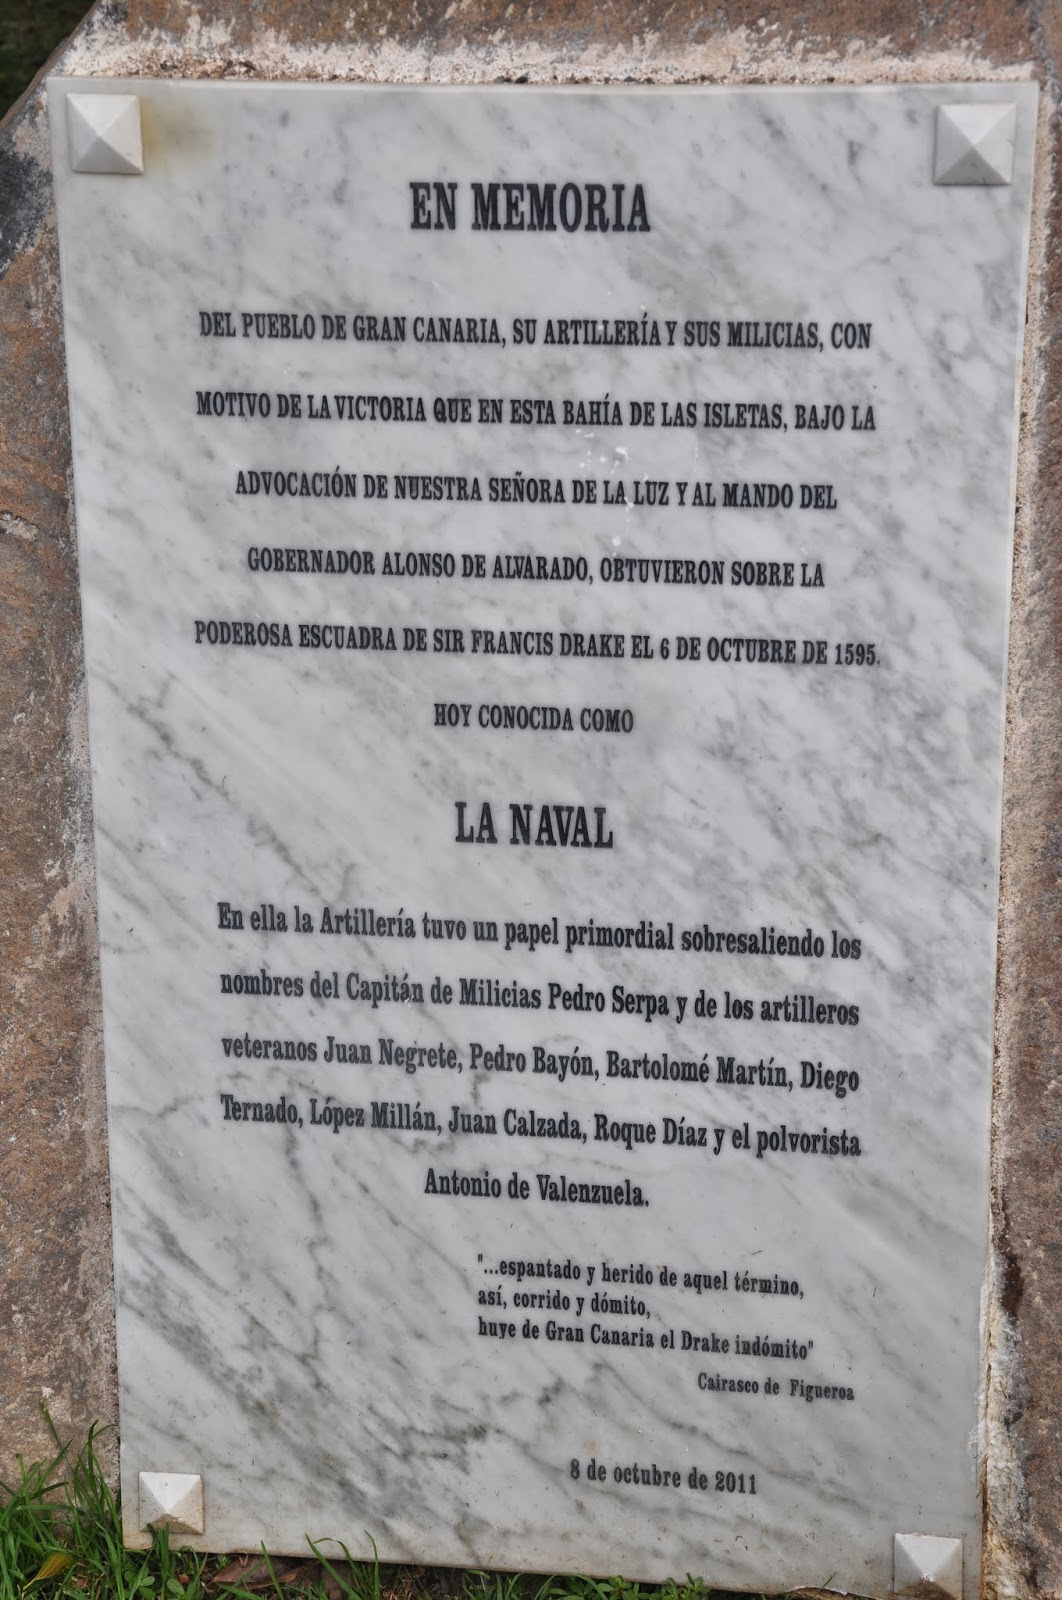 EN MEMORIA
DEL PUEBLO DE GRAN CANARIA, SU ARTILLERÍA Y SUS MILICIAS, CON
MOTIVO DE LA VICTORIA QUE EN ESTA BAHÍA DE LAS ISLETAS, BAJO LA
ADVOCACIÓN DE NUESTRA SEÑORA DE LA LUZ Y AL MANDO DEL
GOBERNADOR ALONSO DE ALVARADO, OBTUVIERON SOBRE LA
PODEROSA ESCUADRA DE SIR FRANCIS DRAKE EL 6 DE OCTUBRE DE 1595.
HOY CONOCIDA COMO
LA NAVAL
En ella la Artillería tuvo un papel primordial sobresaliendo los
nombres del Capitán de Milicias Pedro Serpa y de los artilleros
veteranos Juan Negrete, Pedro Bayón, Bartolomé Martín, Diego
Ternado, López Millán, Juan Calzada, Roque Díaz y el polvorista
Antonio de Valenzuela.
"...espantado y herido de aquel término,
así, corrido y dómito,
huye de Gran Canaria el Drake indómito"
Cairasco de Figueroa
8 de octubre de 2011